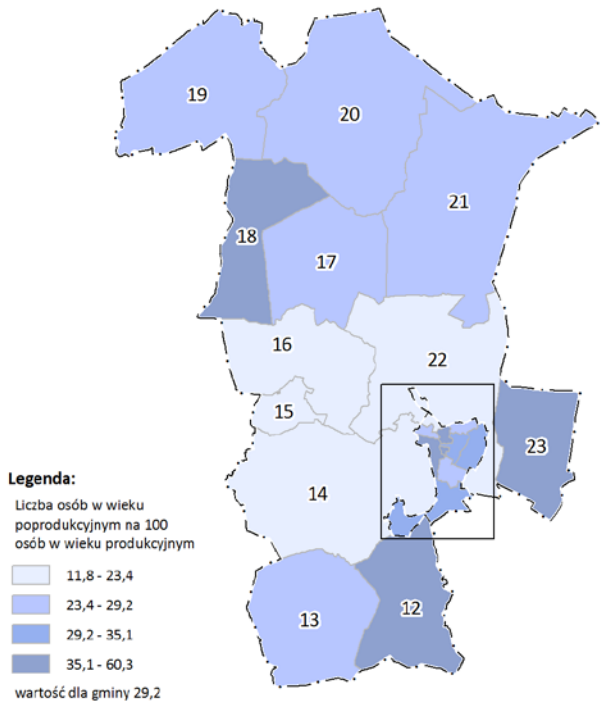 19
20
21
18
17
16
22
15
23
14
12
13
Legenda:
Liczba osób w wieku
poprodukcyjnym na 100
osób w wieku produkcyjnym
11,8 - 23,4
23,4 - 29,2
29,2 - 35,1
35,1 - 60,3
wartość dla gminy 29,2